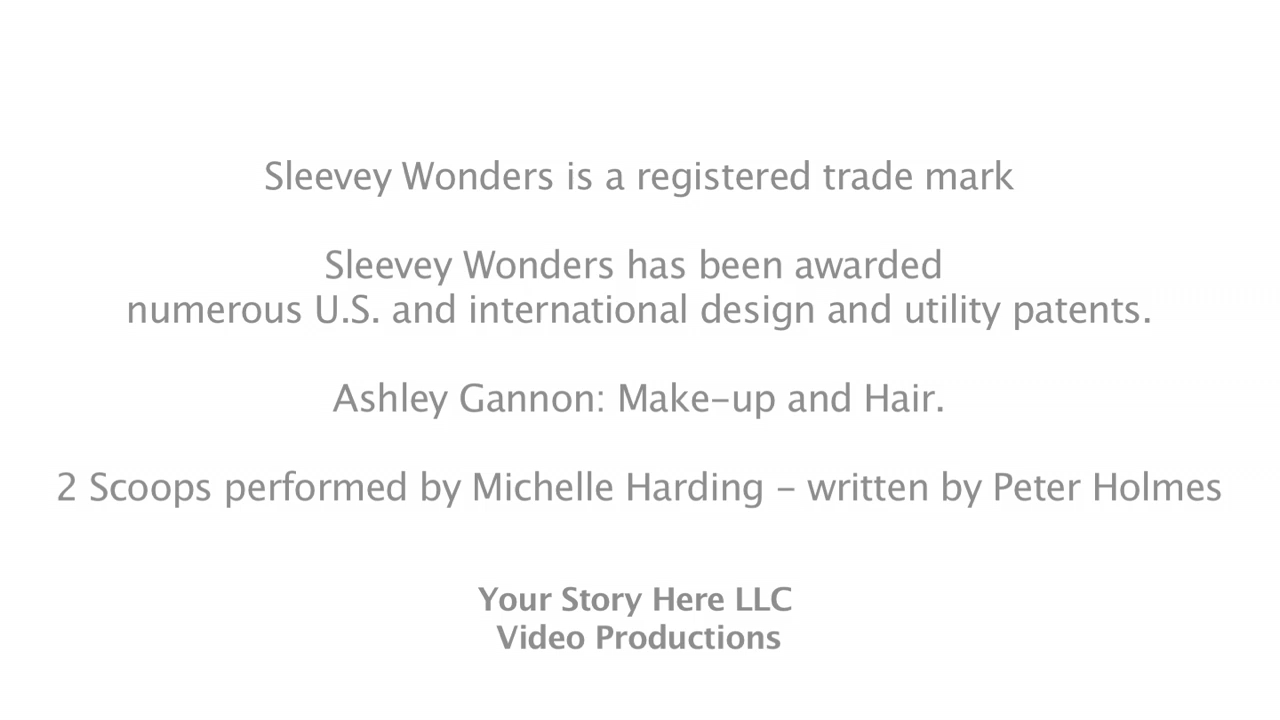 Sleevey Wonders is a registered trade mark
Sleevey Wonders has been awarded
numerous U.S. and international design and utility patents.
Ashley Gannon: Make-up and Hair.
2 Scoops performed by Michelle Harding - written by Peter Holmes
Your Story Here LLC
Video Productions